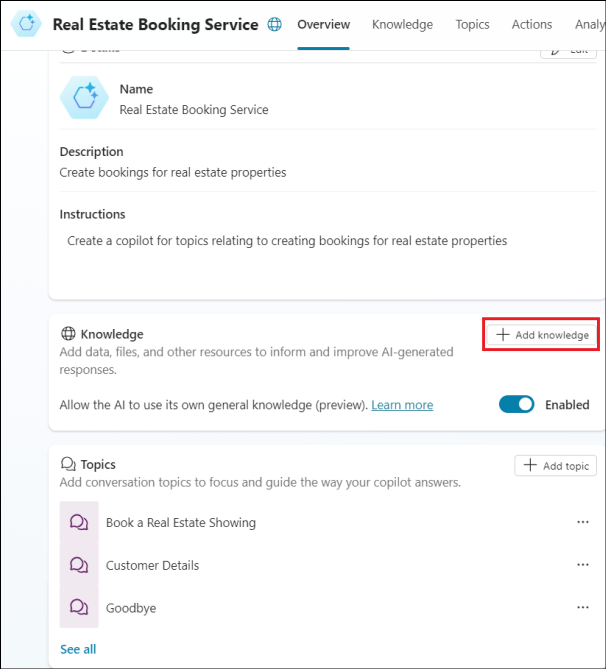 Real Estate Booking Service Overview Knowledge Topics Actions Analy
Details Edit
Name
Real Estate Booking Service
Description
Create bookings for real estate properties
Instructions
Create a copilot for topics relating to creating bookings for real estate properties
Knowledge
Add knowledge
Add data, files, and other resources to inform and improve AI-generated
responses.
Allow the AI to use its own general knowledge (preview). Learn more Enabled
Topics
Add topic
Add conversation topics to focus and guide the way your copilot answers.
Book a Real Estate Showing
Customer Details
Goodbye
See all